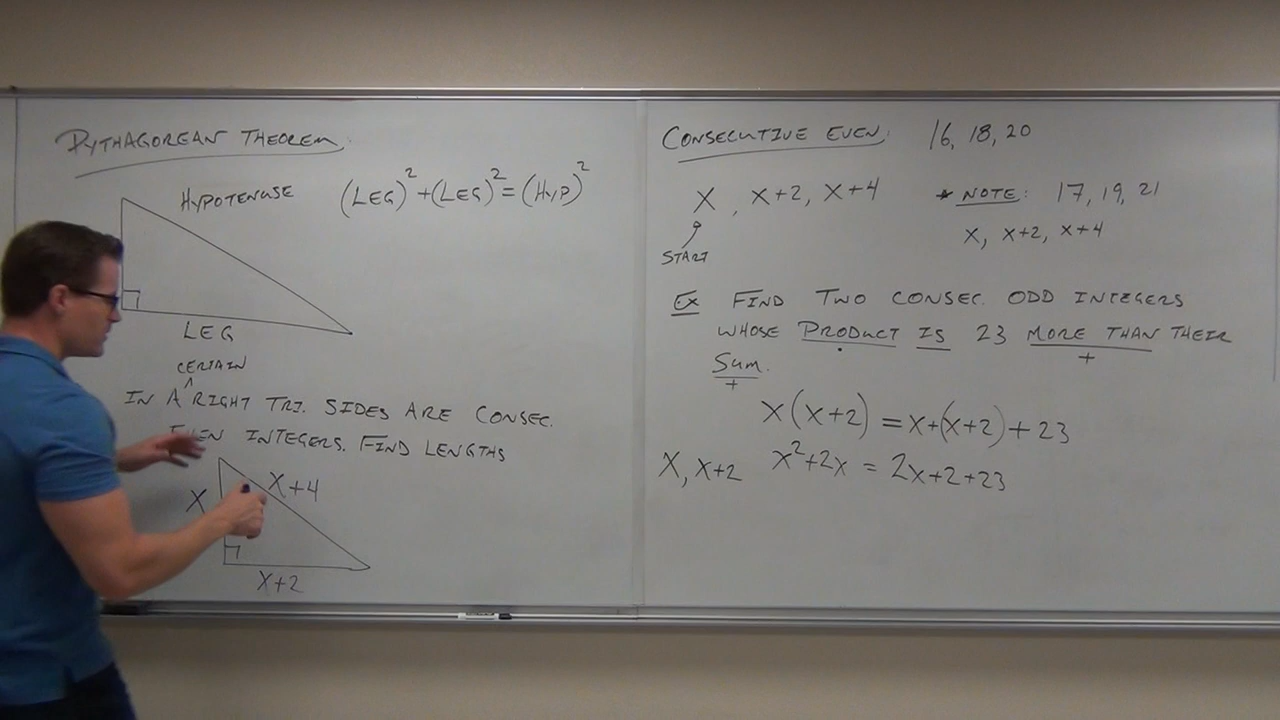 PYTHAGOREAN THEOREM:
HYPOTENUSE
(LEG)² + (LEG)² = (HYP)²
LEG
CERTAIN
IN A ^ RIGHT TRI. SIDES ARE CONSEC.
EVEN INTEGERS. FIND LENGTHS
X
X+4
X+2
CONSECUTIVE EVEN: 16, 18, 20
X, X+2, X+4
START
* NOTE: 17, 19, 21
X, X+2, X+4
EX FIND TWO CONSEC. ODD INTEGERS
WHOSE PRODUCT IS 23 MORE THAN THEIR
·
+
SUM.
+
X(X+2) = X+(X+2)+23
X, X+2
X²+2X = 2X+2+23